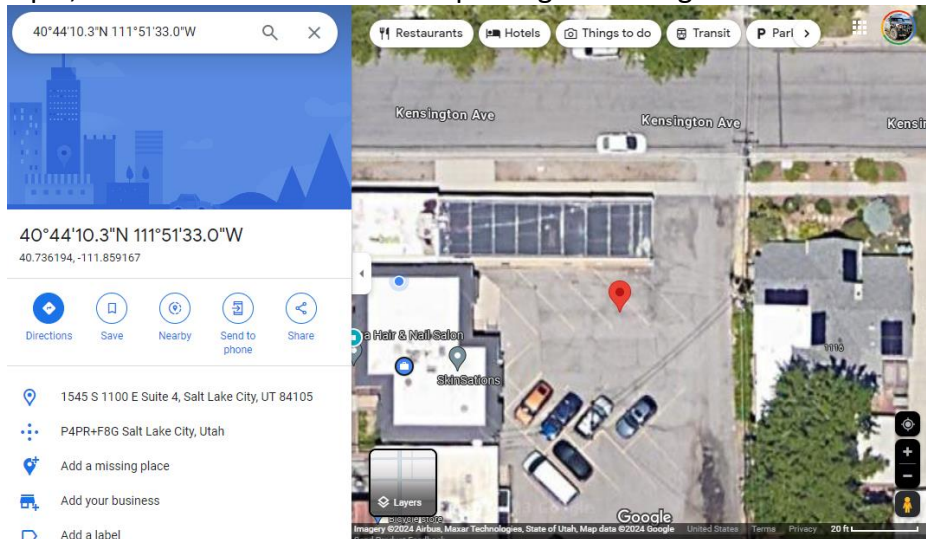 40°44'10.3"N 111°51'33.0"W
Restaurants
Hotels
Things to do
Transit
P Parl
40°44'10.3"N 111°51'33.0"W
40.736194, -111.859167
Directions
Save
Nearby
Send to
phone
Share
1545 S 1100 E Suite 4, Salt Lake City, UT 84105
P4PR+F8G Salt Lake City, Utah
Add a missing place
Add your business
Add a label
Kensington Ave
Kensington Ave
Kensin
a Hair & Nail Salon
SkinSations
1116
Layers
Bicycle store
Google
Imagery ©2024 Airbus, Maxar Technologies, State of Utah, Map data ©2024 Google
United States
Terms
Privacy
20 ft